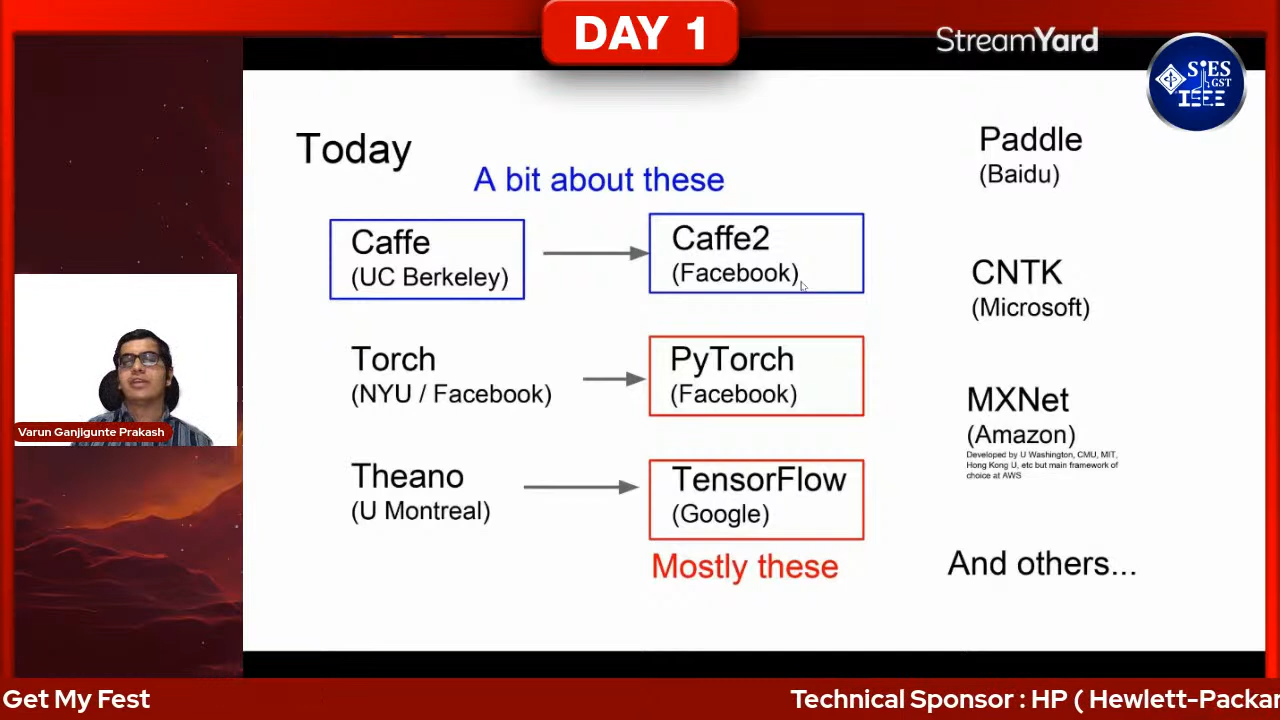 DAY 1
StreamYard
SiES
GST
IEEE
Today
A bit about these
Caffe
(UC Berkeley)
Caffe2
(Facebook)
Torch
(NYU / Facebook)
PyTorch
(Facebook)
Theano
(U Montreal)
TensorFlow
(Google)
Mostly these
Paddle
(Baidu)
CNTK
(Microsoft)
MXNet
(Amazon)
Developed by U Washington, CMU, MIT,
Hong Kong U, etc but main framework of
choice at AWS
And others...
Varun Ganjigunte Prakash
Get My Fest
Technical Sponsor : HP ( Hewlett-Packar